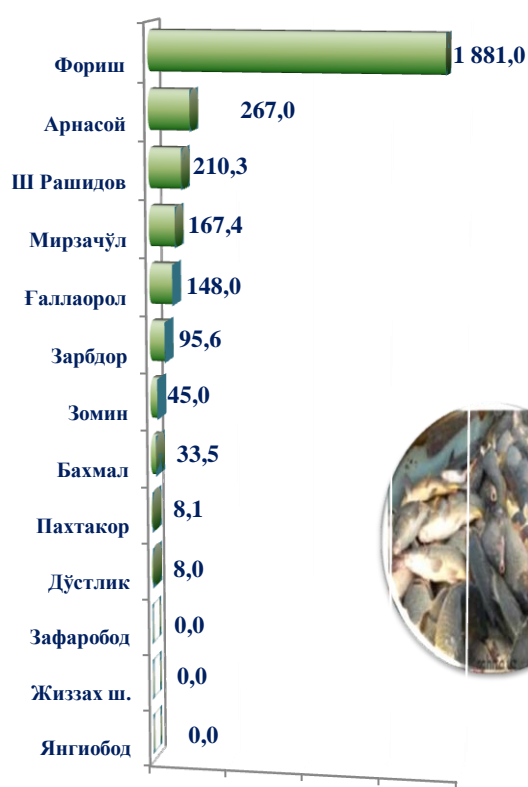 Фориш 1 881,0
Арнасой 267,0
Ш Рашидов 210,3
Мирзачўл 167,4
Ғаллаорол 148,0
Зарбдор 95,6
Зомин 45,0
Бахмал 33,5
Пахтакор 8,1
Дўстлик 8,0
Зафаробод 0,0
Жиззах ш. 0,0
Янгиобод 0,0